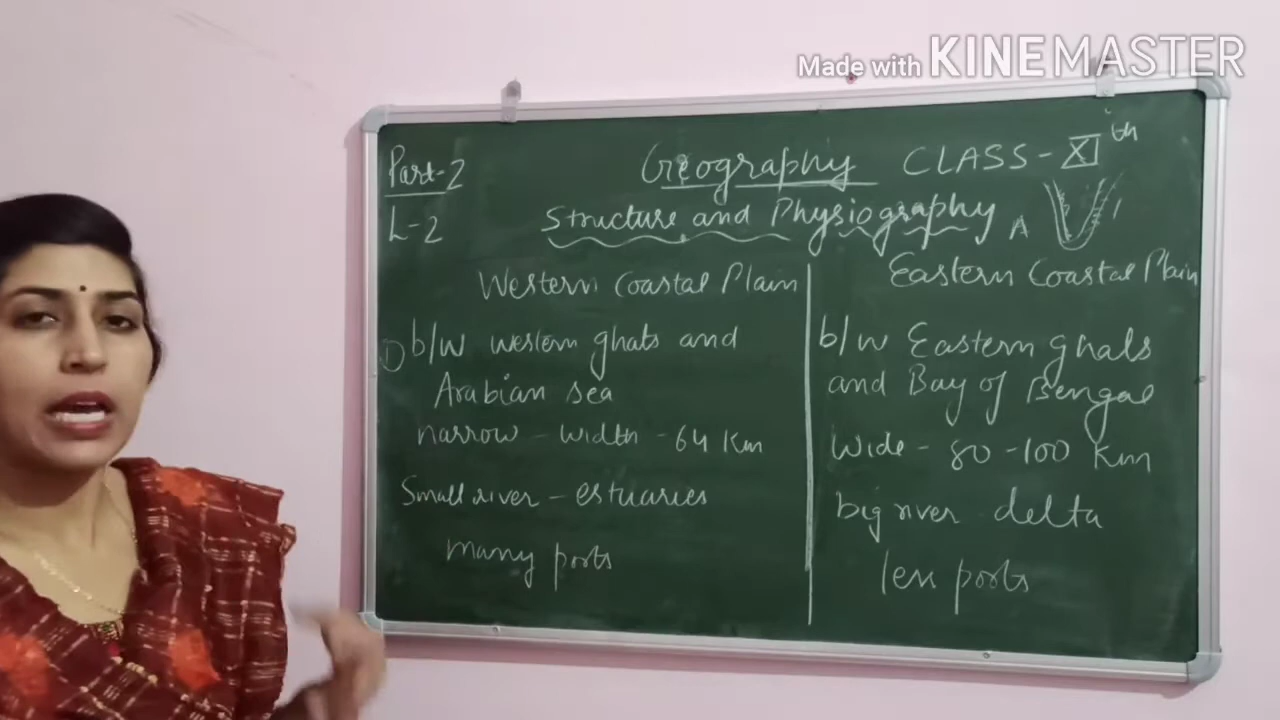 Made with KINEMASTER
Part-2
L-2
Geography CLASS-XI th
Structure and Physiography A
Western Coastal Plain
① b/w western ghats and
Arabian sea
narrow - width - 64 Km
Small river - estuaries
many ports
Eastern Coastal Plain
b/w Eastern ghats
and Bay of Bengal
Wide - 80 -100 Km
big river delta
less ports